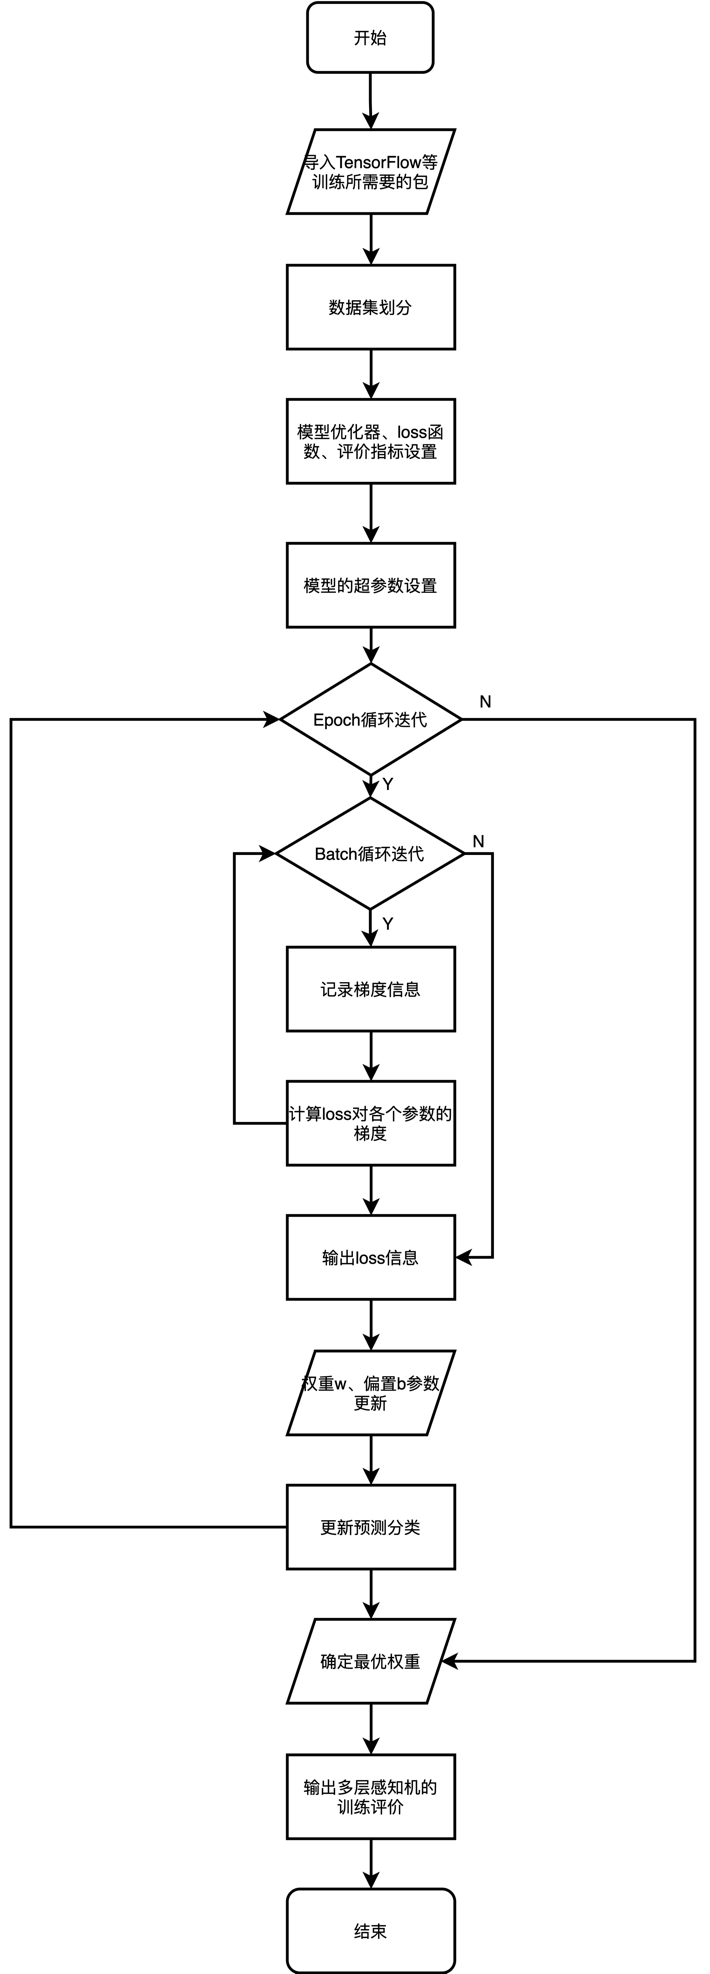 开始
导入TensorFlow等
训练所需要的包
数据集划分
模型优化器、loss函
数、评价指标设置
模型的超参数设置
Epoch循环迭代
N
Y
Batch循环迭代
N
Y
记录梯度信息
计算loss对各个参数的
梯度
输出loss信息
权重w、偏置b参数
更新
更新预测分类
确定最优权重
输出多层感知机的
训练评价
结束